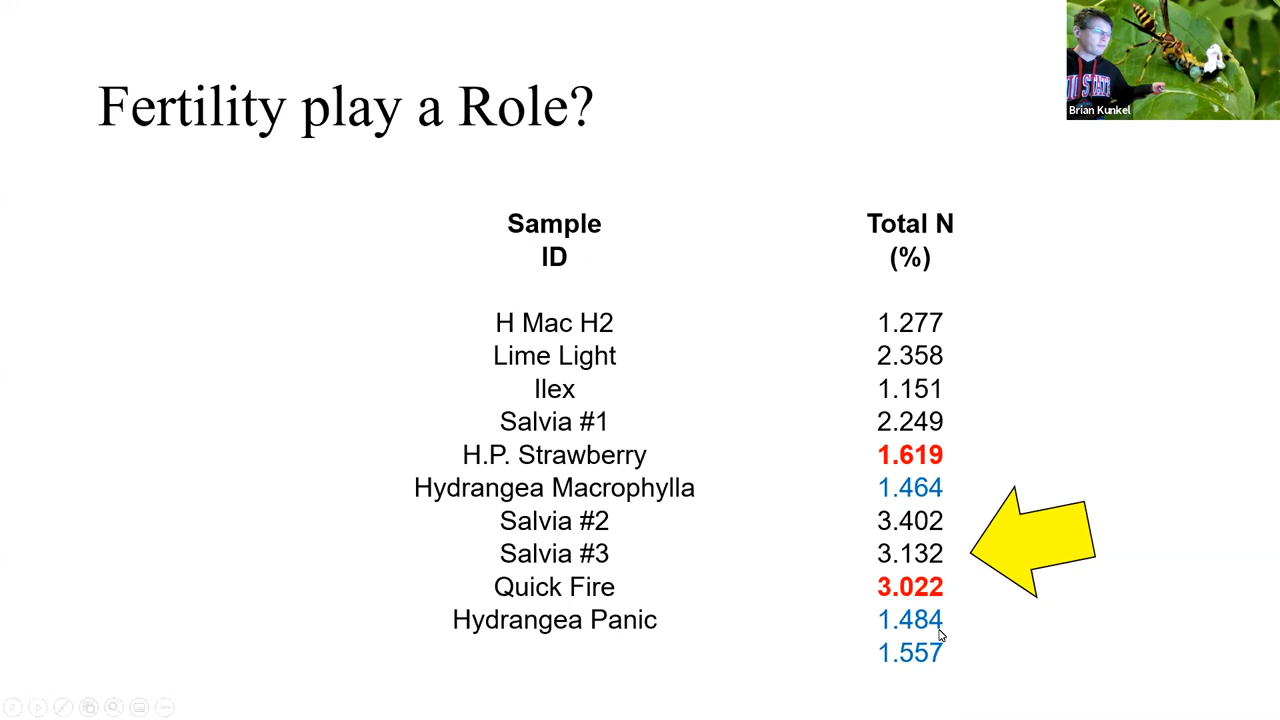 Fertility play a Role?
Brian Kunkel
Sample Total N
ID (%)
H Mac H2 1.277
Lime Light 2.358
Ilex 1.151
Salvia #1 2.249
H.P. Strawberry 1.619
Hydrangea Macrophylla 1.464
Salvia #2 3.402
Salvia #3 3.132
Quick Fire 3.022
Hydrangea Panic 1.484
1.557